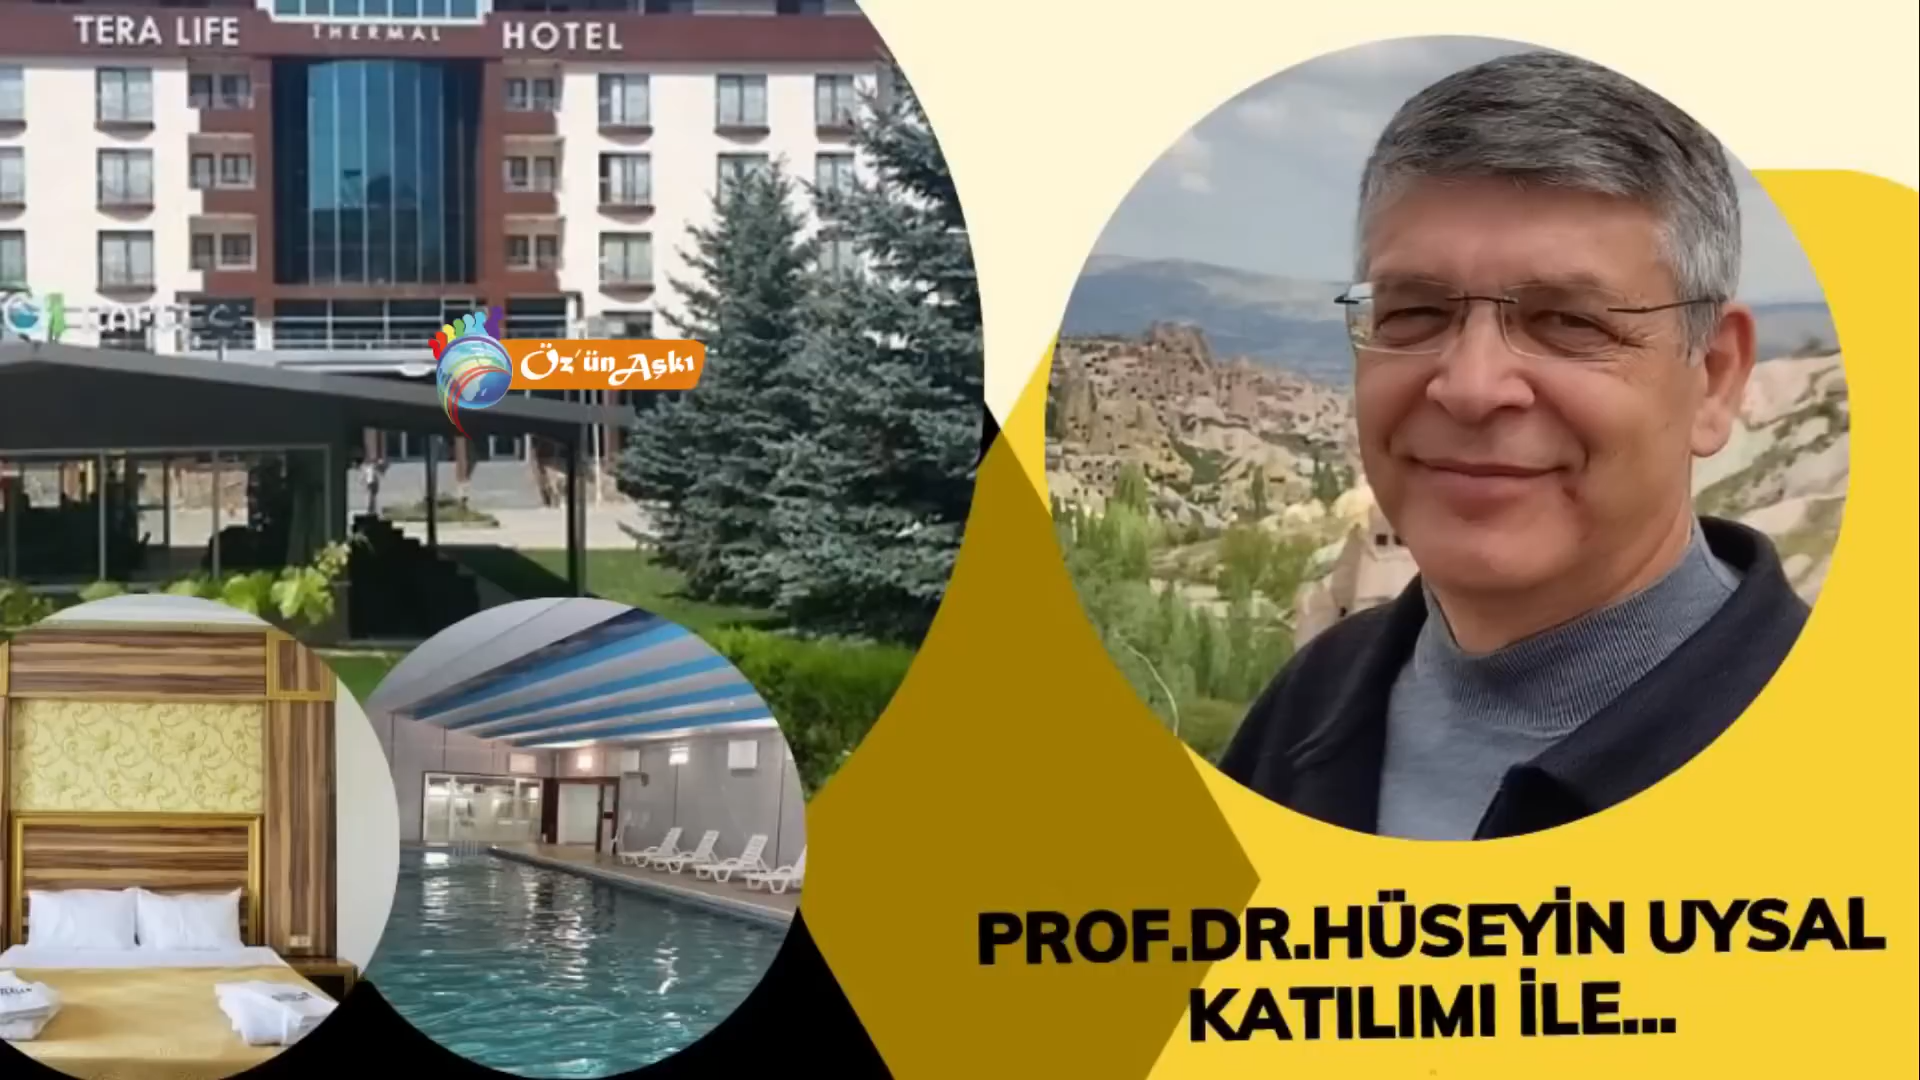 TERA LIFE THERMAL HOTEL
Öz'ün Aşkı
PROF.DR.HÜSEYİN UYSAL
KATILIMI İLE...